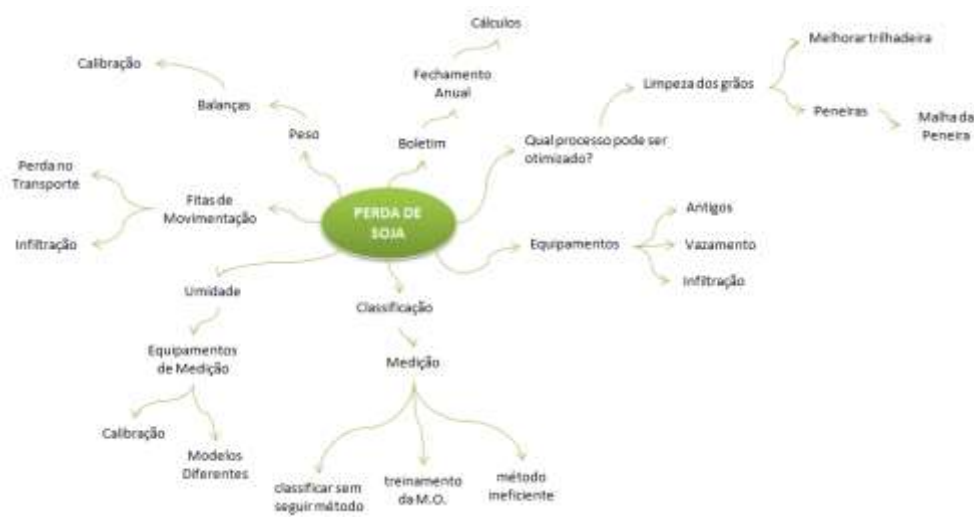 Cálculos
Fechamento
Anual
Boletim
Calibração
Balanças
Peso
Melhorar trilhadeira
Limpeza dos grãos
Peneiras
Malha da
Peneira
Qual processo pode ser
otimizado?
Perda no
Transporte
Infiltração
Fitas de
Movimentação
PERDA DE
SOJA
Equipamentos
Antigos
Vazamento
Infiltração
Umidade
Equipamentos
de Medição
Calibração
Modelos
Diferentes
Classificação
Medição
classificar sem
seguir método
treinamento
da M.O.
método
ineficiente